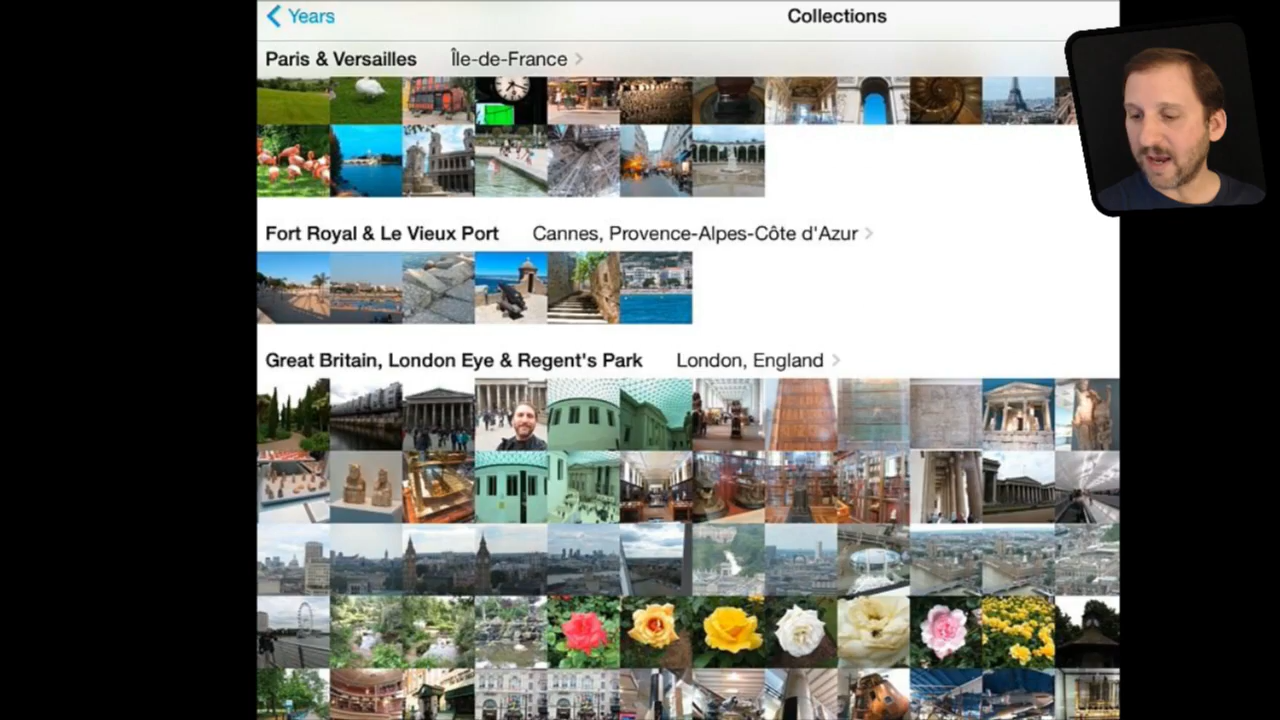 Years
Collections
Paris & Versailles Île-de-France
Fort Royal & Le Vieux Port Cannes, Provence-Alpes-Côte d'Azur
Great Britain, London Eye & Regent's Park London, England